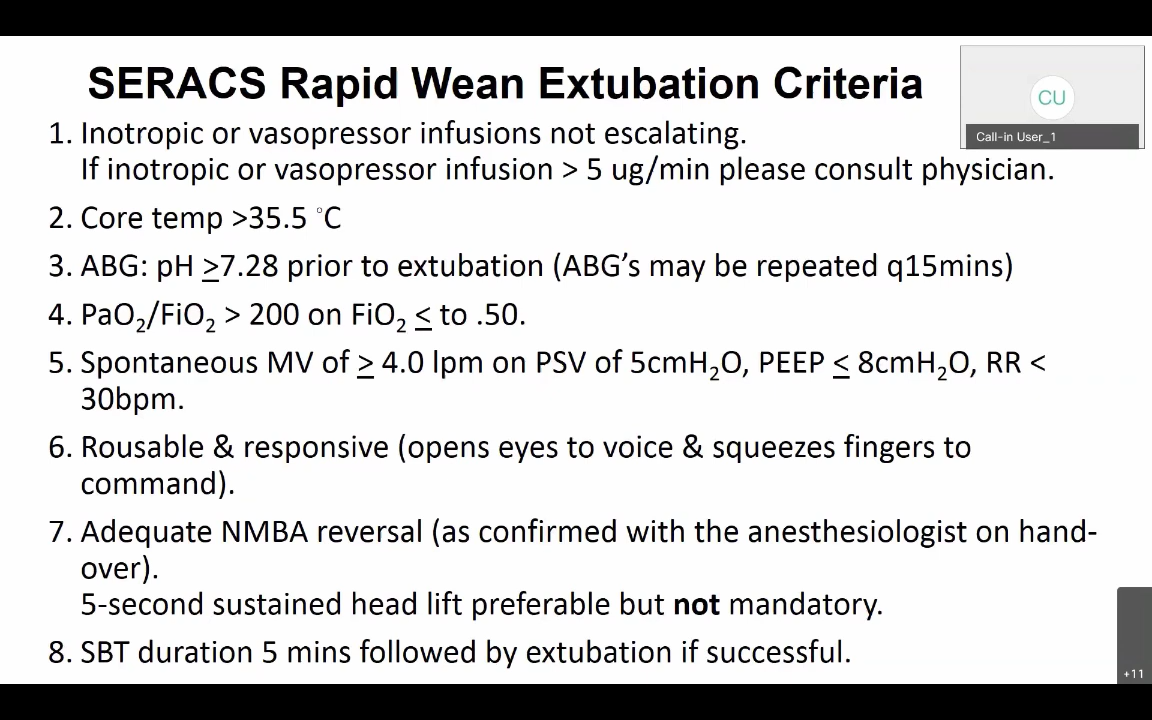 SERACS Rapid Wean Extubation Criteria
CU
Call-in User_1
1. Inotropic or vasopressor infusions not escalating.
If inotropic or vasopressor infusion > 5 ug/min please consult physician.
2. Core temp >35.5 °C
3. ABG: pH ≥7.28 prior to extubation (ABG’s may be repeated q15mins)
4. PaO₂/FiO₂ > 200 on FiO₂ ≤ to .50.
5. Spontaneous MV of ≥ 4.0 lpm on PSV of 5cmH₂O, PEEP ≤ 8cmH₂O, RR <
30bpm.
6. Rousable & responsive (opens eyes to voice & squeezes fingers to
command).
7. Adequate NMBA reversal (as confirmed with the anesthesiologist on hand-
over).
5-second sustained head lift preferable but not mandatory.
8. SBT duration 5 mins followed by extubation if successful.
+11